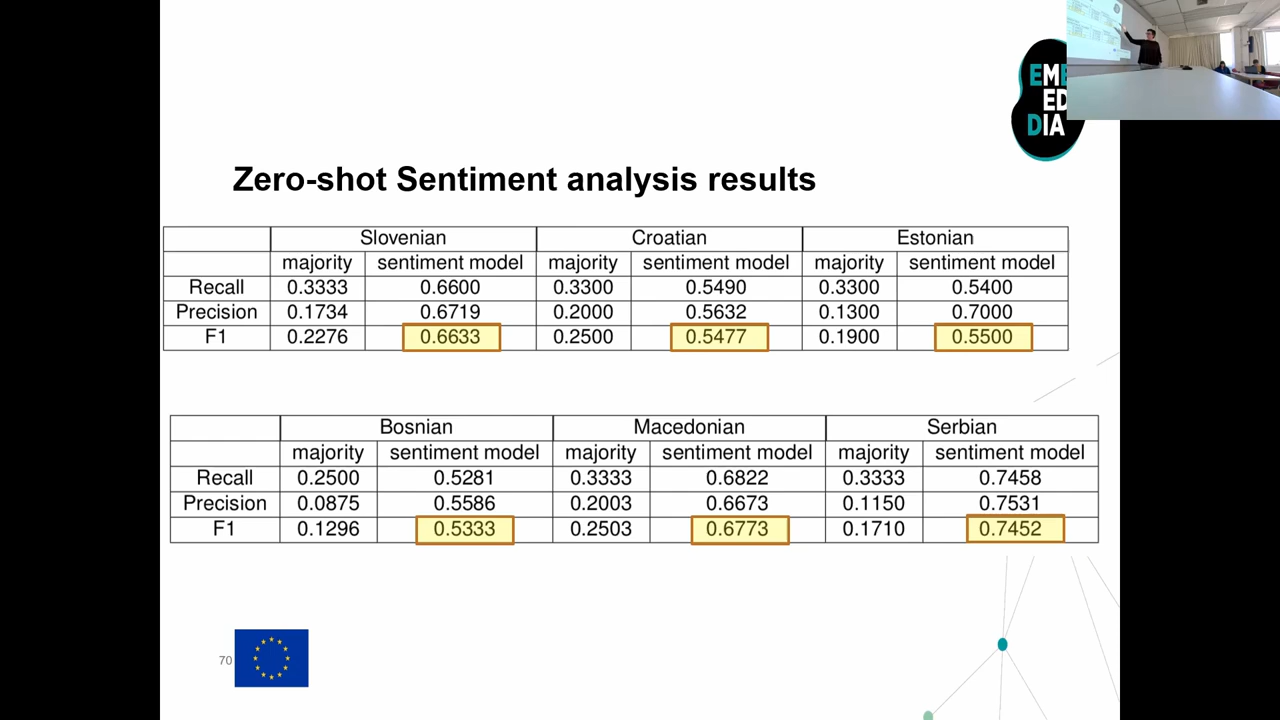 EM
ED
DIA
Zero-shot Sentiment analysis results
Slovenian Croatian Estonian
majority sentiment model majority sentiment model majority sentiment model
Recall 0.3333 0.6600 0.3300 0.5490 0.3300 0.5400
Precision 0.1734 0.6719 0.2000 0.5632 0.1300 0.7000
F1 0.2276 0.6633 0.2500 0.5477 0.1900 0.5500
Bosnian Macedonian Serbian
majority sentiment model majority sentiment model majority sentiment model
Recall 0.2500 0.5281 0.3333 0.6822 0.3333 0.7458
Precision 0.0875 0.5586 0.2003 0.6673 0.1150 0.7531
F1 0.1296 0.5333 0.2503 0.6773 0.1710 0.7452
70